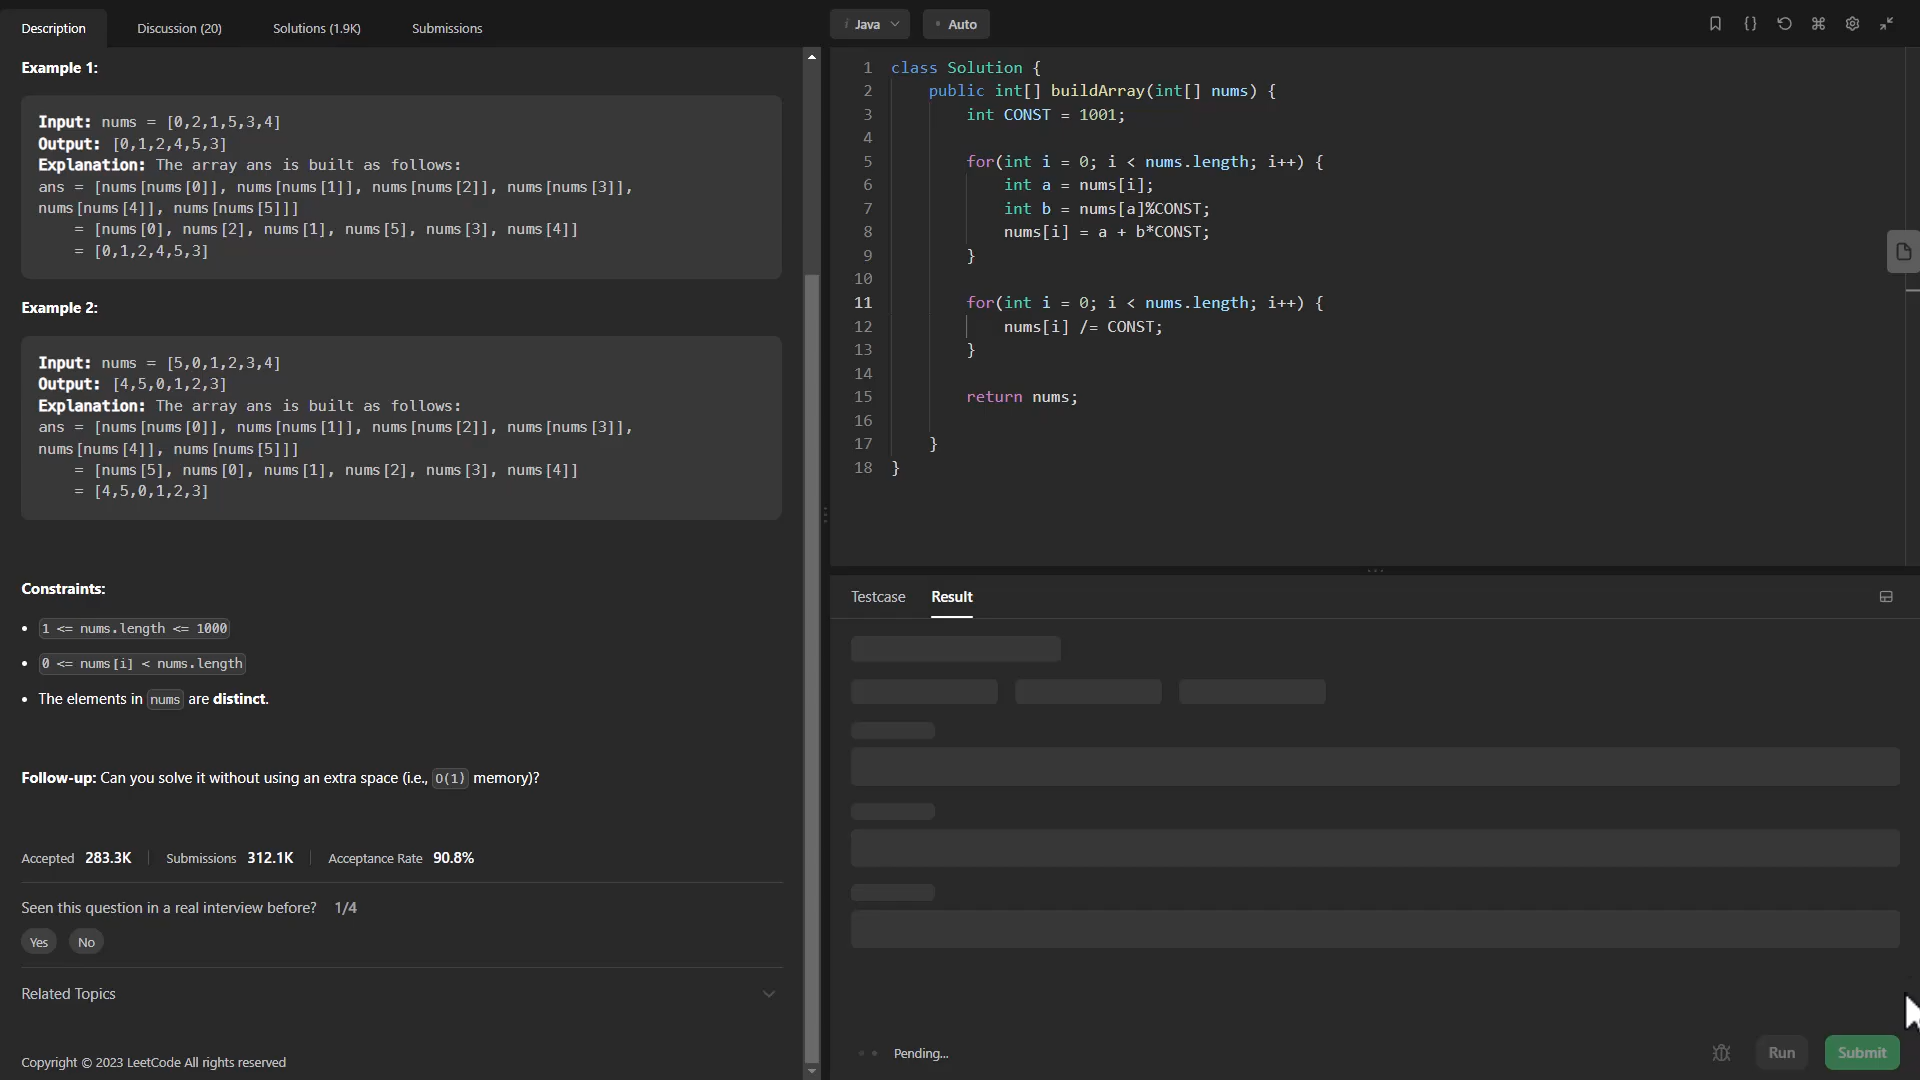 Description Discussion (20) Solutions (1.9K) Submissions
Example 1:
Input: nums = [0,2,1,5,3,4]
Output: [0,1,2,4,5,3]
Explanation: The array ans is built as follows:
ans = [nums[nums[0]], nums[nums[1]], nums[nums[2]], nums[nums[3]],
nums[nums[4]], nums[nums[5]]]
= [nums[0], nums[2], nums[1], nums[5], nums[3], nums[4]]
= [0,1,2,4,5,3]
Example 2:
Input: nums = [5,0,1,2,3,4]
Output: [4,5,0,1,2,3]
Explanation: The array ans is built as follows:
ans = [nums[nums[0]], nums[nums[1]], nums[nums[2]], nums[nums[3]],
nums[nums[4]], nums[nums[5]]]
= [nums[5], nums[0], nums[1], nums[2], nums[3], nums[4]]
= [4,5,0,1,2,3]
Constraints:
• 1 <= nums.length <= 1000
• 0 <= nums[i] < nums.length
• The elements in nums are distinct.
Follow-up: Can you solve it without using an extra space (i.e., O(1) memory)?
Accepted 283.3K Submissions 312.1K Acceptance Rate 90.8%
Seen this question in a real interview before? 1/4
Yes No
Related Topics
Copyright © 2023 LeetCode All rights reserved
i Java • Auto
1 class Solution {
2 public int[] buildArray(int[] nums) {
3 int CONST = 1001;
4
5 for(int i = 0; i < nums.length; i++) {
6 int a = nums[i];
7 int b = nums[a]%CONST;
8 nums[i] = a + b*CONST;
9 }
10
11 for(int i = 0; i < nums.length; i++) {
12 nums[i] /= CONST;
13 }
14
15 return nums;
16
17 }
18 }
Testcase Result
Pending...
Run Submit